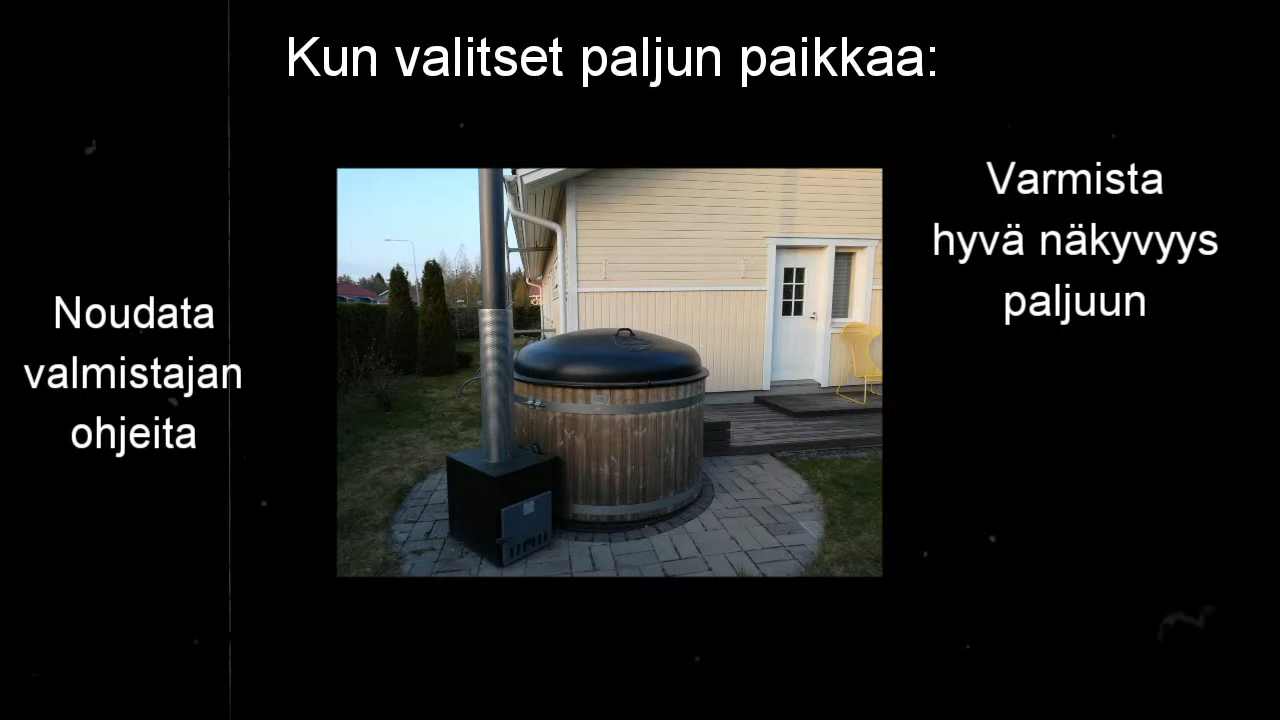 Kun valitset paljun paikkaa:
Noudata
valmistajan
ohjeita
Varmista
hyvä näkyvyys
paljuun